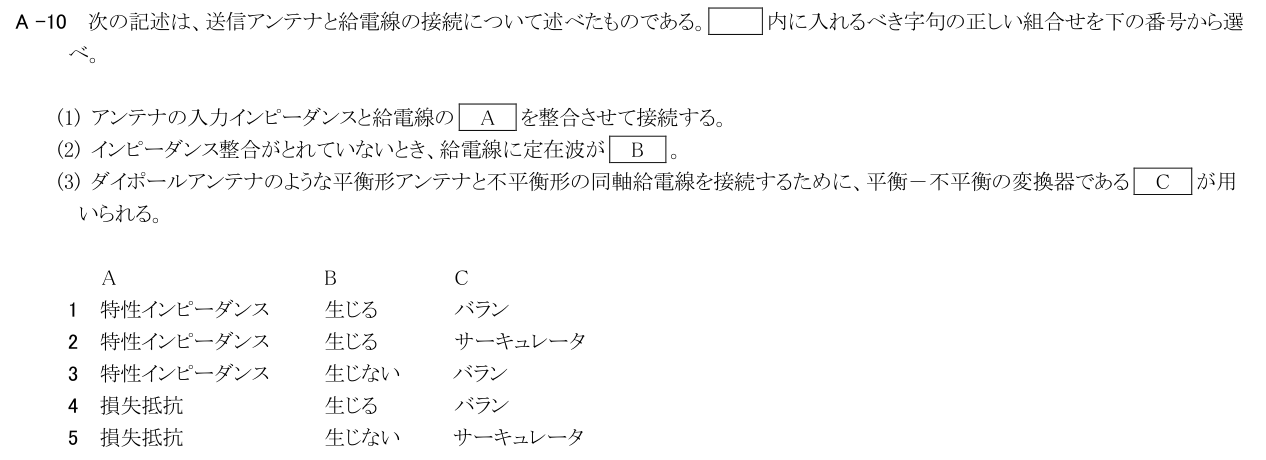 A －10　次の記述は、送信アンテナと給電線の接続について述べたものである。　　　内に入れるべき字句の正しい組合せを下の番号から選
べ。
(1) アンテナの入力インピーダンスと給電線の A を整合させて接続する。
(2) インピーダンス整合がとれていないとき、給電線に定在波が B 。
(3) ダイポールアンテナのような平衡形アンテナと不平衡形の同軸給電線を接続するために、平衡－不平衡の変換器である C が用
いられる。
A　B　C
1　特性インピーダンス　生じる　バラン
2　特性インピーダンス　生じる　サーキュレータ
3　特性インピーダンス　生じない　バラン
4　損失抵抗　生じる　バラン
5　損失抵抗　生じない　サーキュレータ